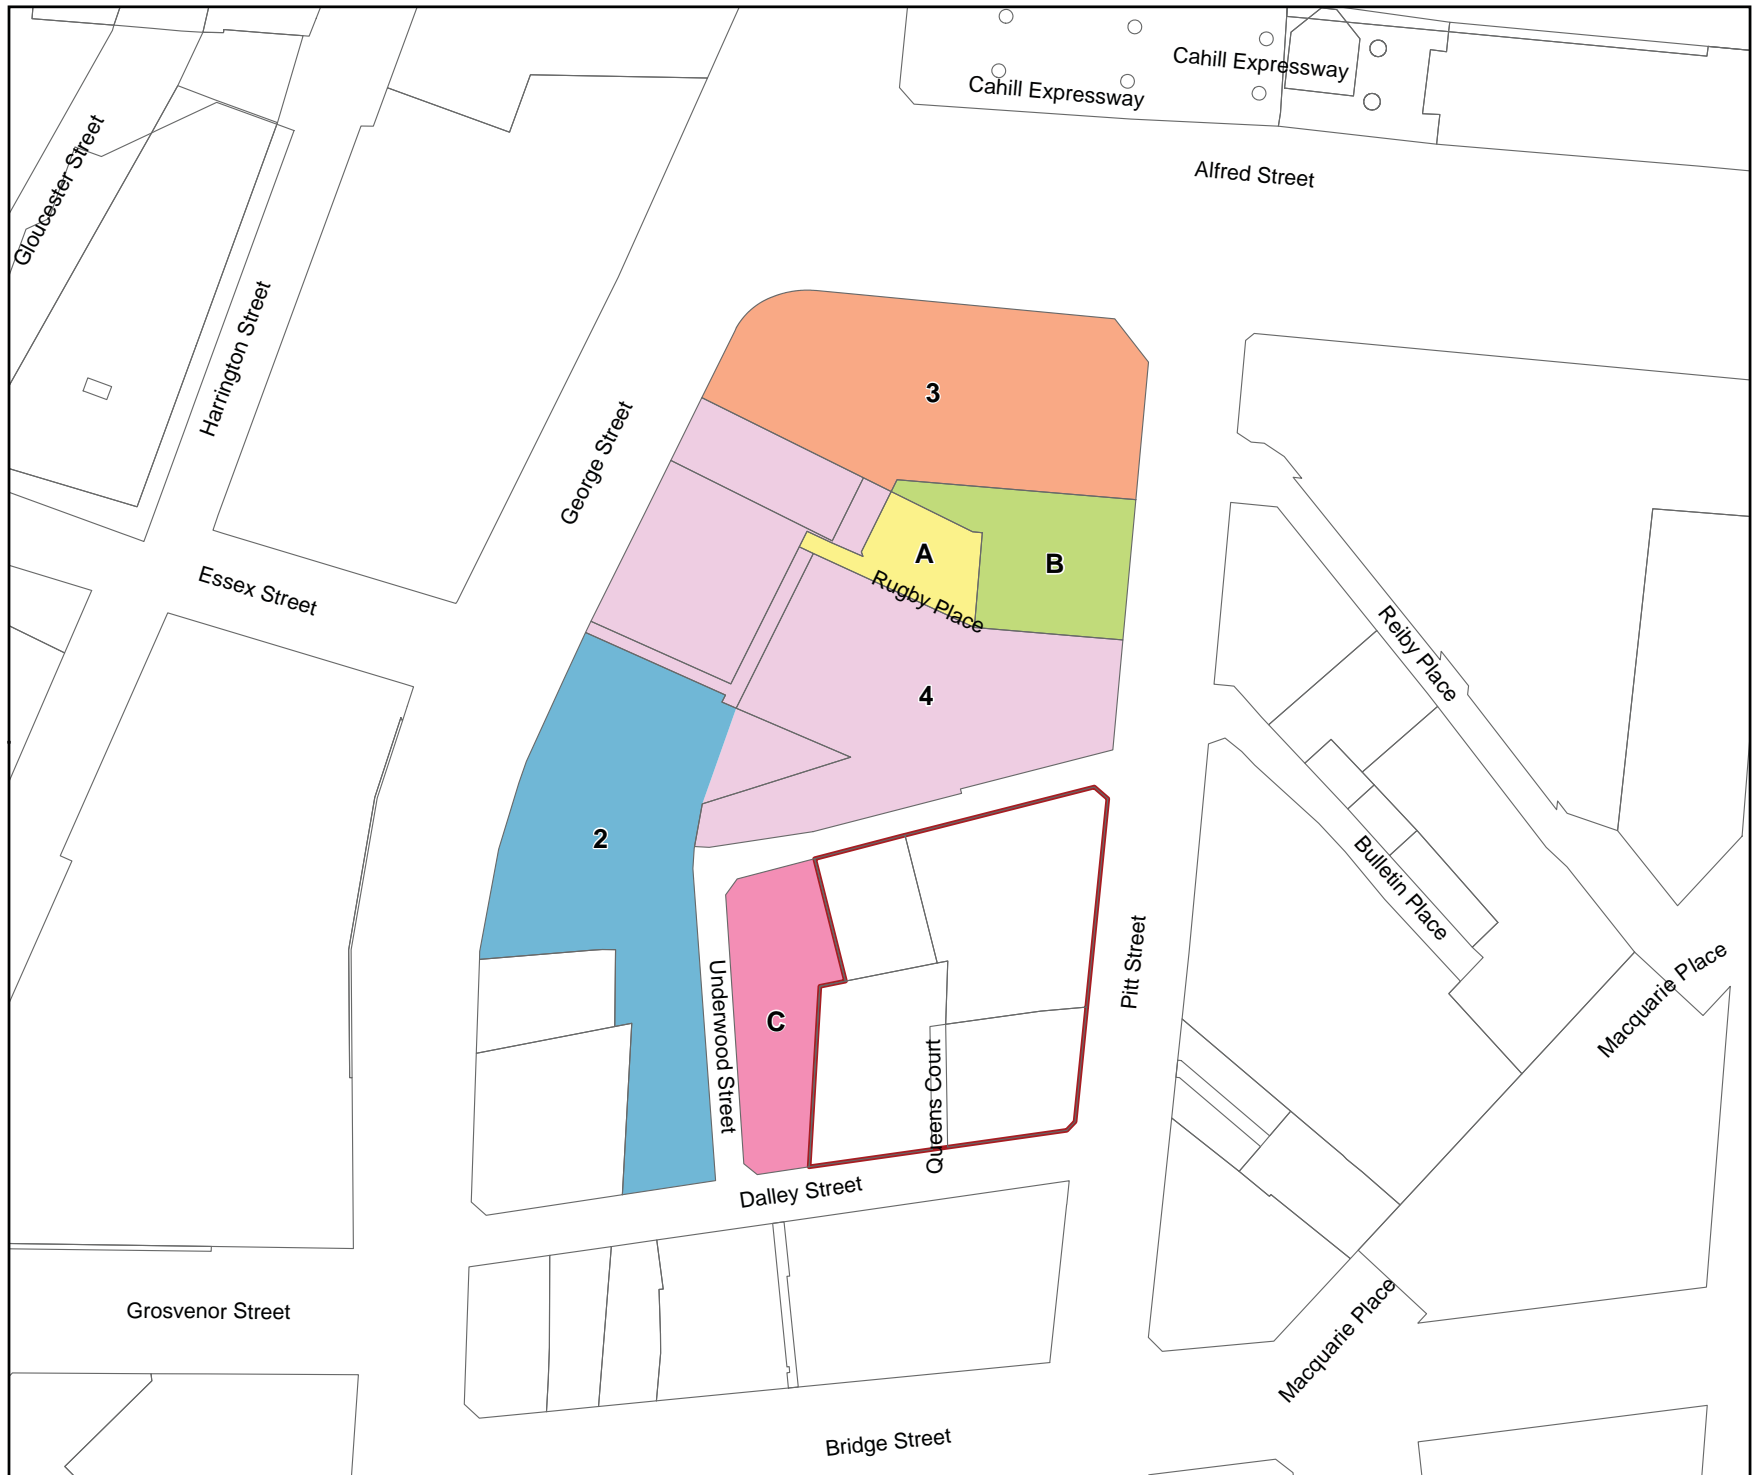 Cahill Expressway
Cahill Expressway
Alfred Street
Gloucester Street
Harrington Street
George Street
3
A
B
Rugby Place
Essex Street
Reiby Place
4
2
Bulletin Place
Underwood Street
C
Pitt Street
Macquarie Place
Queens Court
Dalley Street
Grosvenor Street
Macquarie Place
Bridge Street